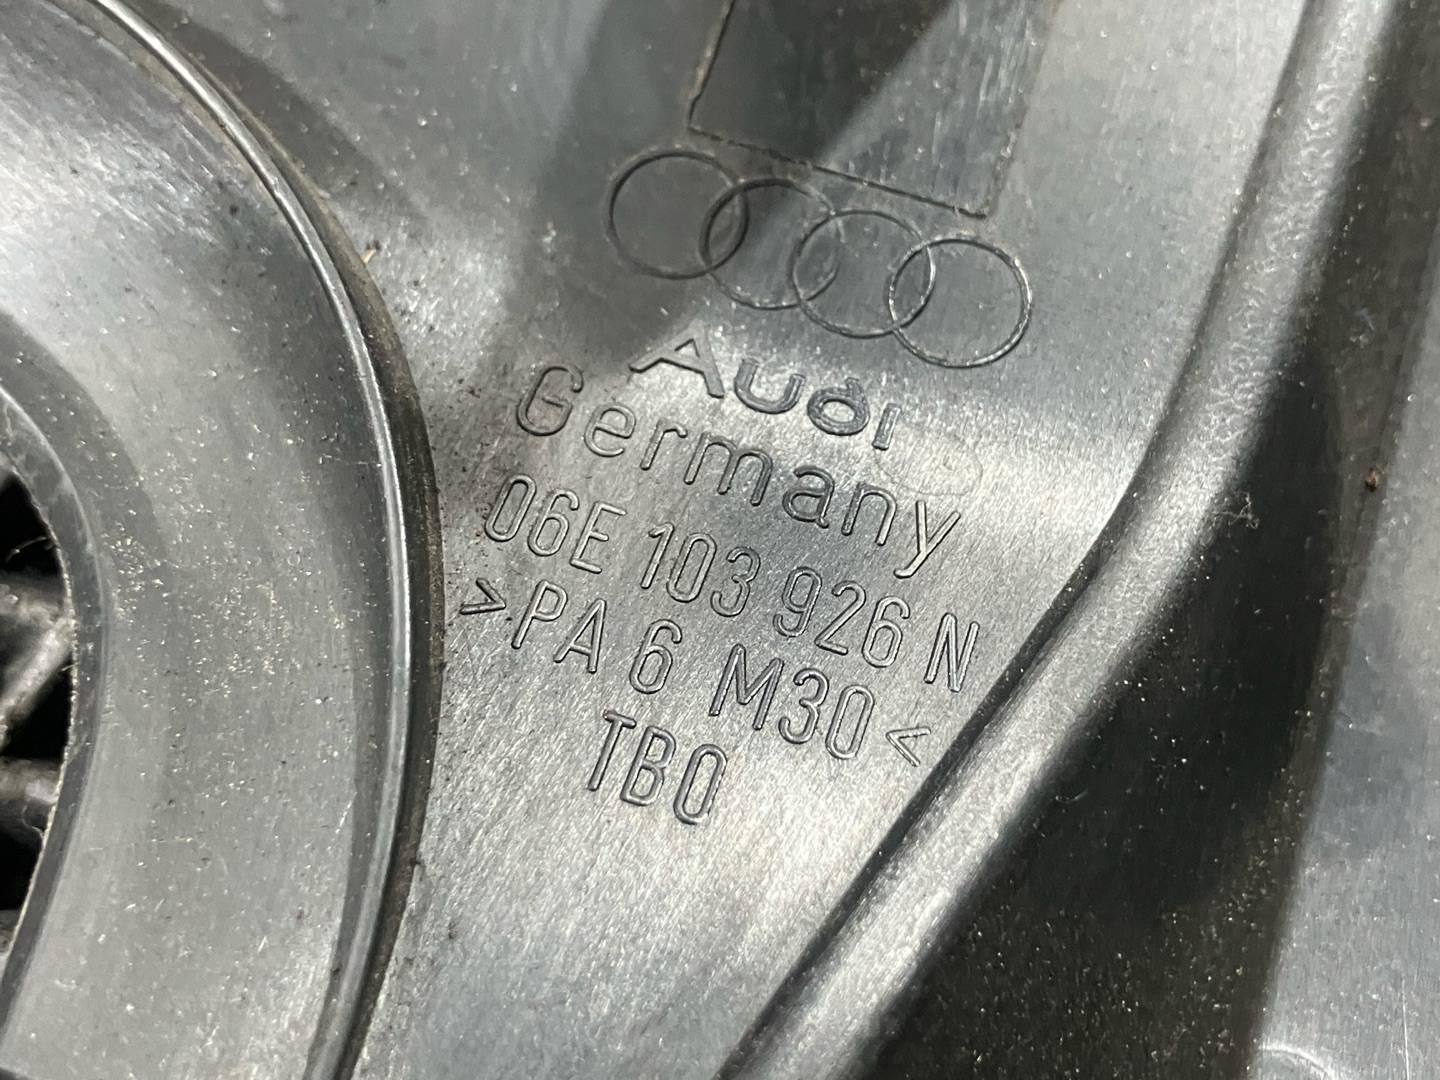 Audi
Germany
06E 103 926 N
>PA 6 M30<
TBO